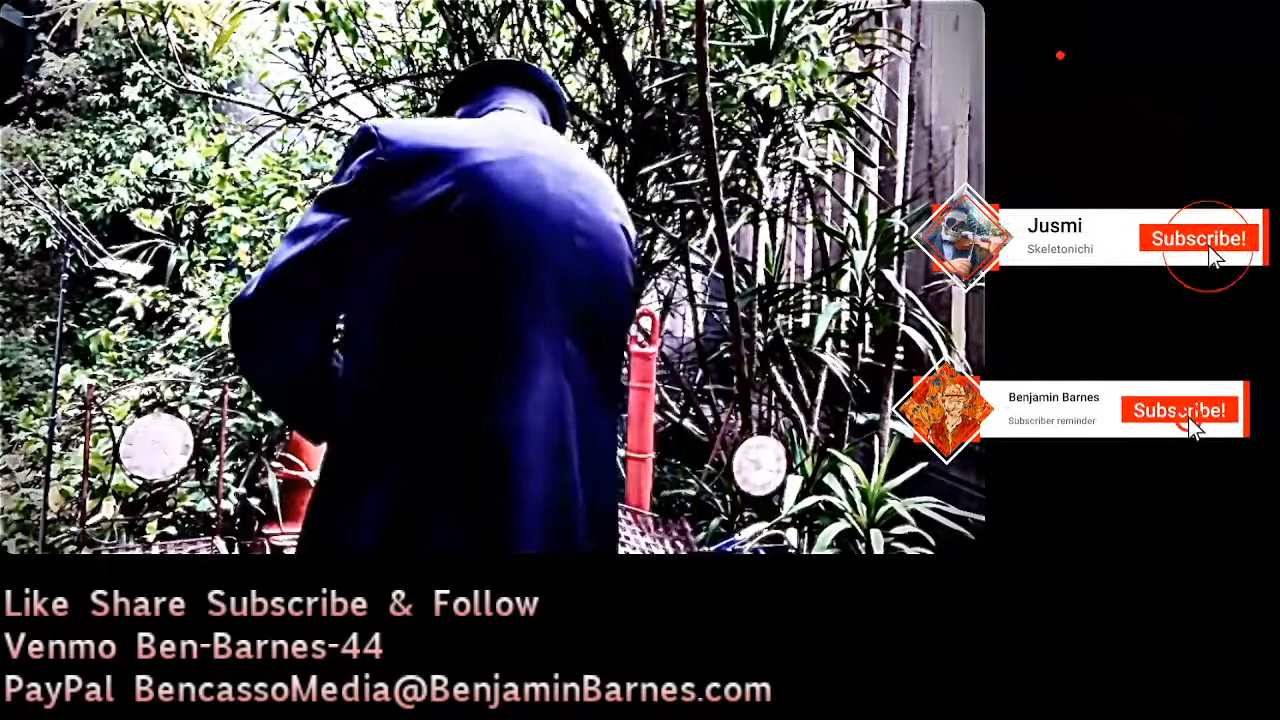 Jusmi
Skeletonichi
Subscribe!
Benjamin Barnes
Subscriber reminder
Subscribe!
Like Share Subscribe & Follow
Venmo Ben-Barnes-44
PayPal BencassoMedia@BenjaminBarnes.com